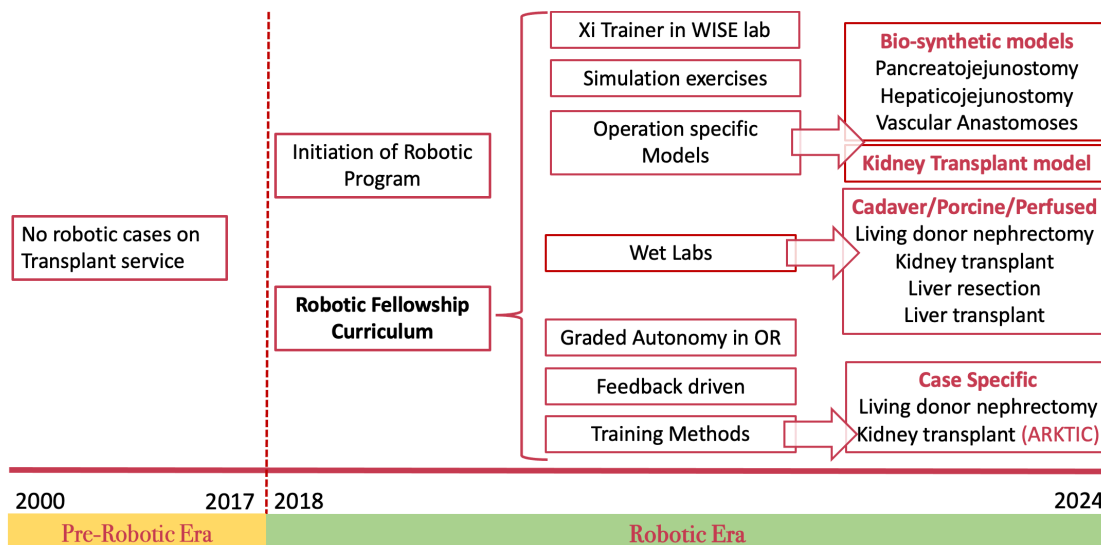 No robotic cases on
Transplant service
Initiation of Robotic
Program
Robotic Fellowship
Curriculum
Xi Trainer in WISE lab
Simulation exercises
Operation specific
Models
Wet Labs
Graded Autonomy in OR
Feedback driven
Training Methods
Bio-synthetic models
Pancreatojejunostomy
Hepaticojejunostomy
Vascular Anastomoses
Kidney Transplant model
Cadaver/Porcine/Perfused
Living donor nephrectomy
Kidney transplant
Liver resection
Liver transplant
Case Specific
Living donor nephrectomy
Kidney transplant (ARKTIC)
2000
2017
2018
2024
Pre-Robotic Era
Robotic Era